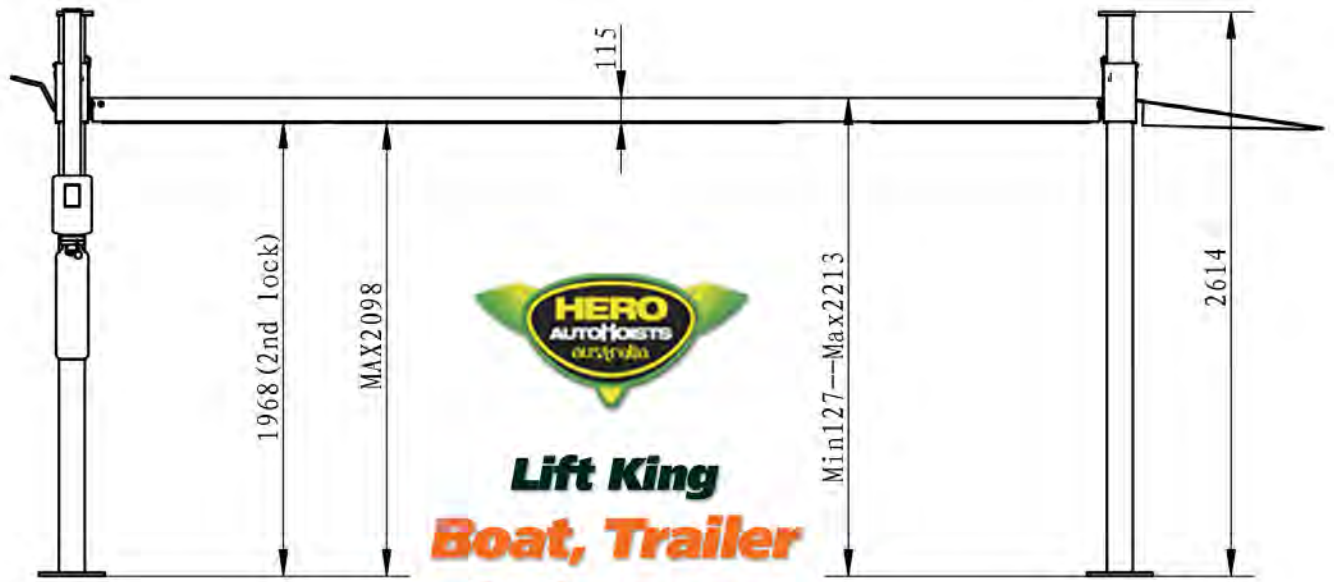 115
1968(2nd lock)
MAX2098
Min127--Max2213
2614
HERO
AUTOHOISTS
australia
Lift King
Boat, Trailer